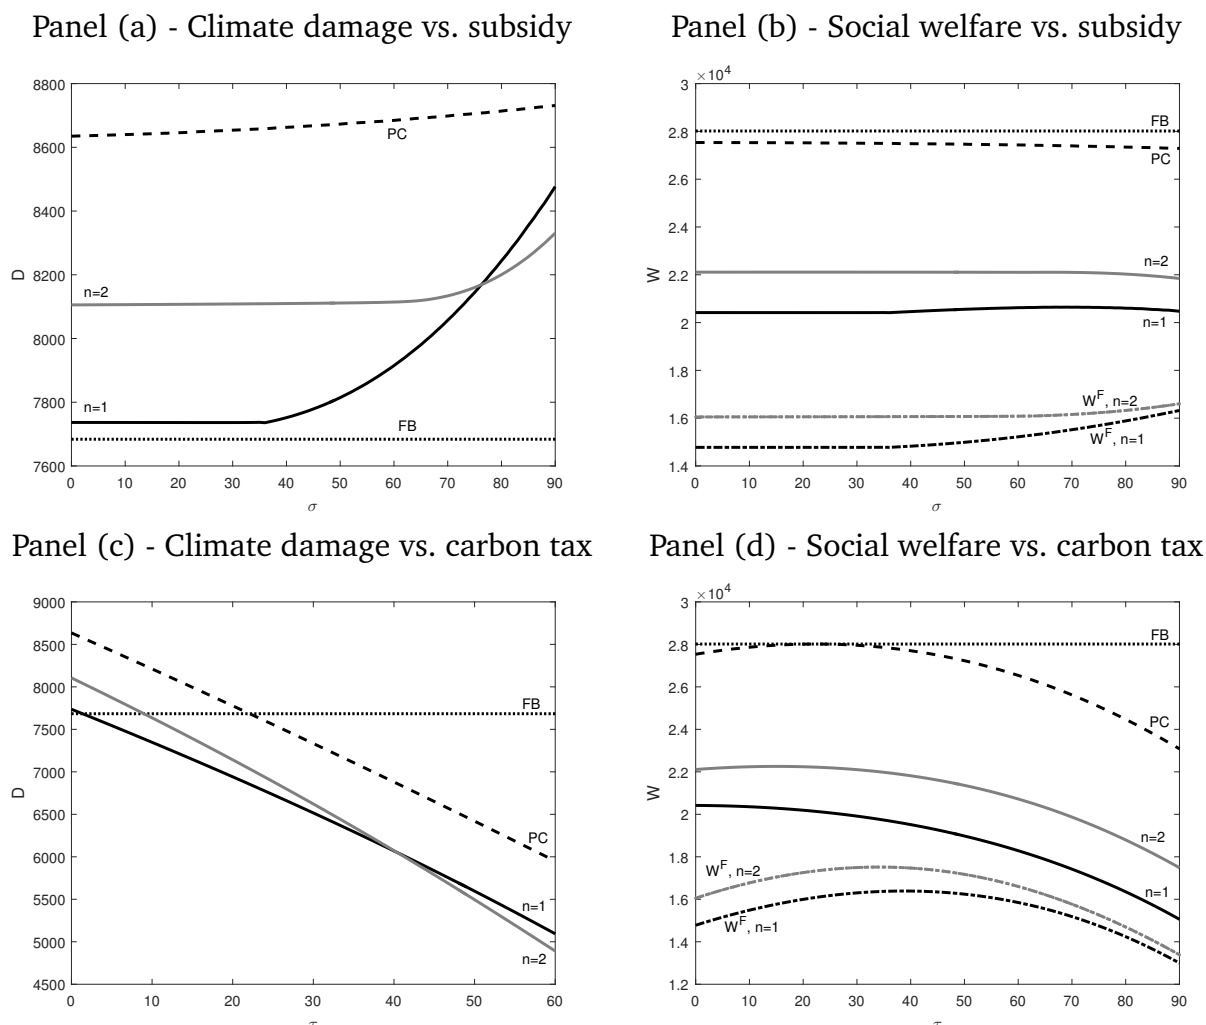 Panel (a) - Climate damage vs. subsidy
8800
8600
8400
8200
8000
7800
7600
D
PC
n=2
n=1
FB
0 10 20 30 40 50 60 70 80 90
σ
Panel (b) - Social welfare vs. subsidy
×10^4
3
2.8
2.6
2.4
2.2
2
1.8
1.6
1.4
W
FB
PC
n=2
n=1
W^F, n=2
W^F, n=1
0 10 20 30 40 50 60 70 80 90
σ
Panel (c) - Climate damage vs. carbon tax
9000
8500
8000
7500
7000
6500
6000
5500
5000
4500
D
FB
PC
n=1
n=2
0 10 20 30 40 50 60
τ
Panel (d) - Social welfare vs. carbon tax
×10^4
3
2.8
2.6
2.4
2.2
2
1.8
1.6
1.4
1.2
W
FB
PC
n=2
n=1
W^F, n=2
W^F, n=1
0 10 20 30 40 50 60 70 80 90
τ